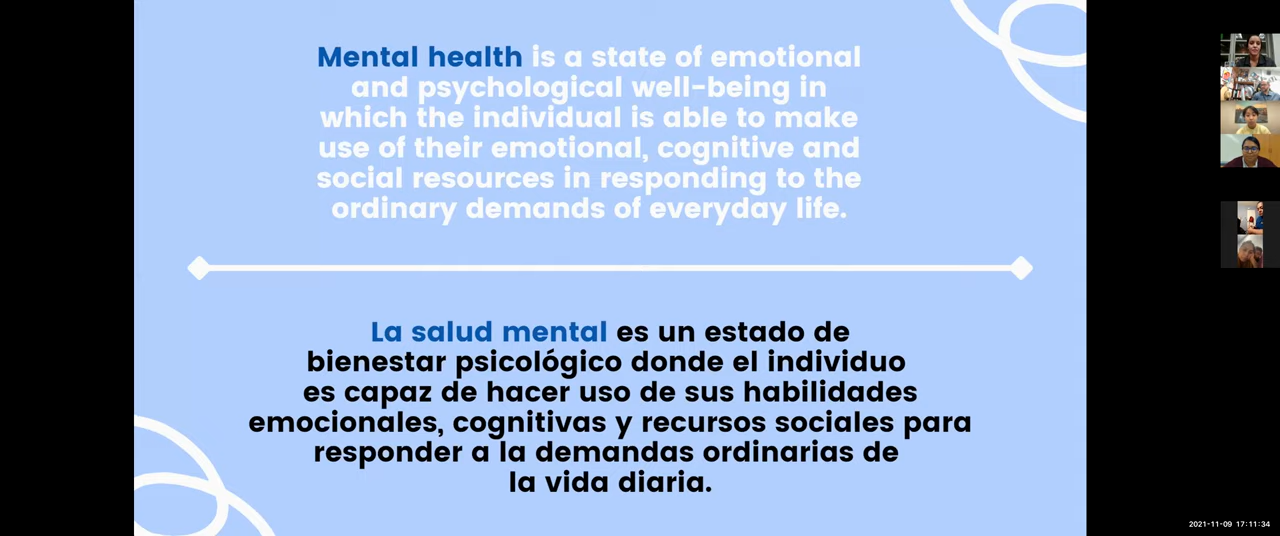 Mental health is a state of emotional
and psychological well-being in
which the individual is able to make
use of their emotional, cognitive and
social resources in responding to the
ordinary demands of everyday life.
La salud mental es un estado de
bienestar psicológico donde el individuo
es capaz de hacer uso de sus habilidades
emocionales, cognitivas y recursos sociales para
responder a la demandas ordinarias de
la vida diaria.
2021-11-09 17:11:34